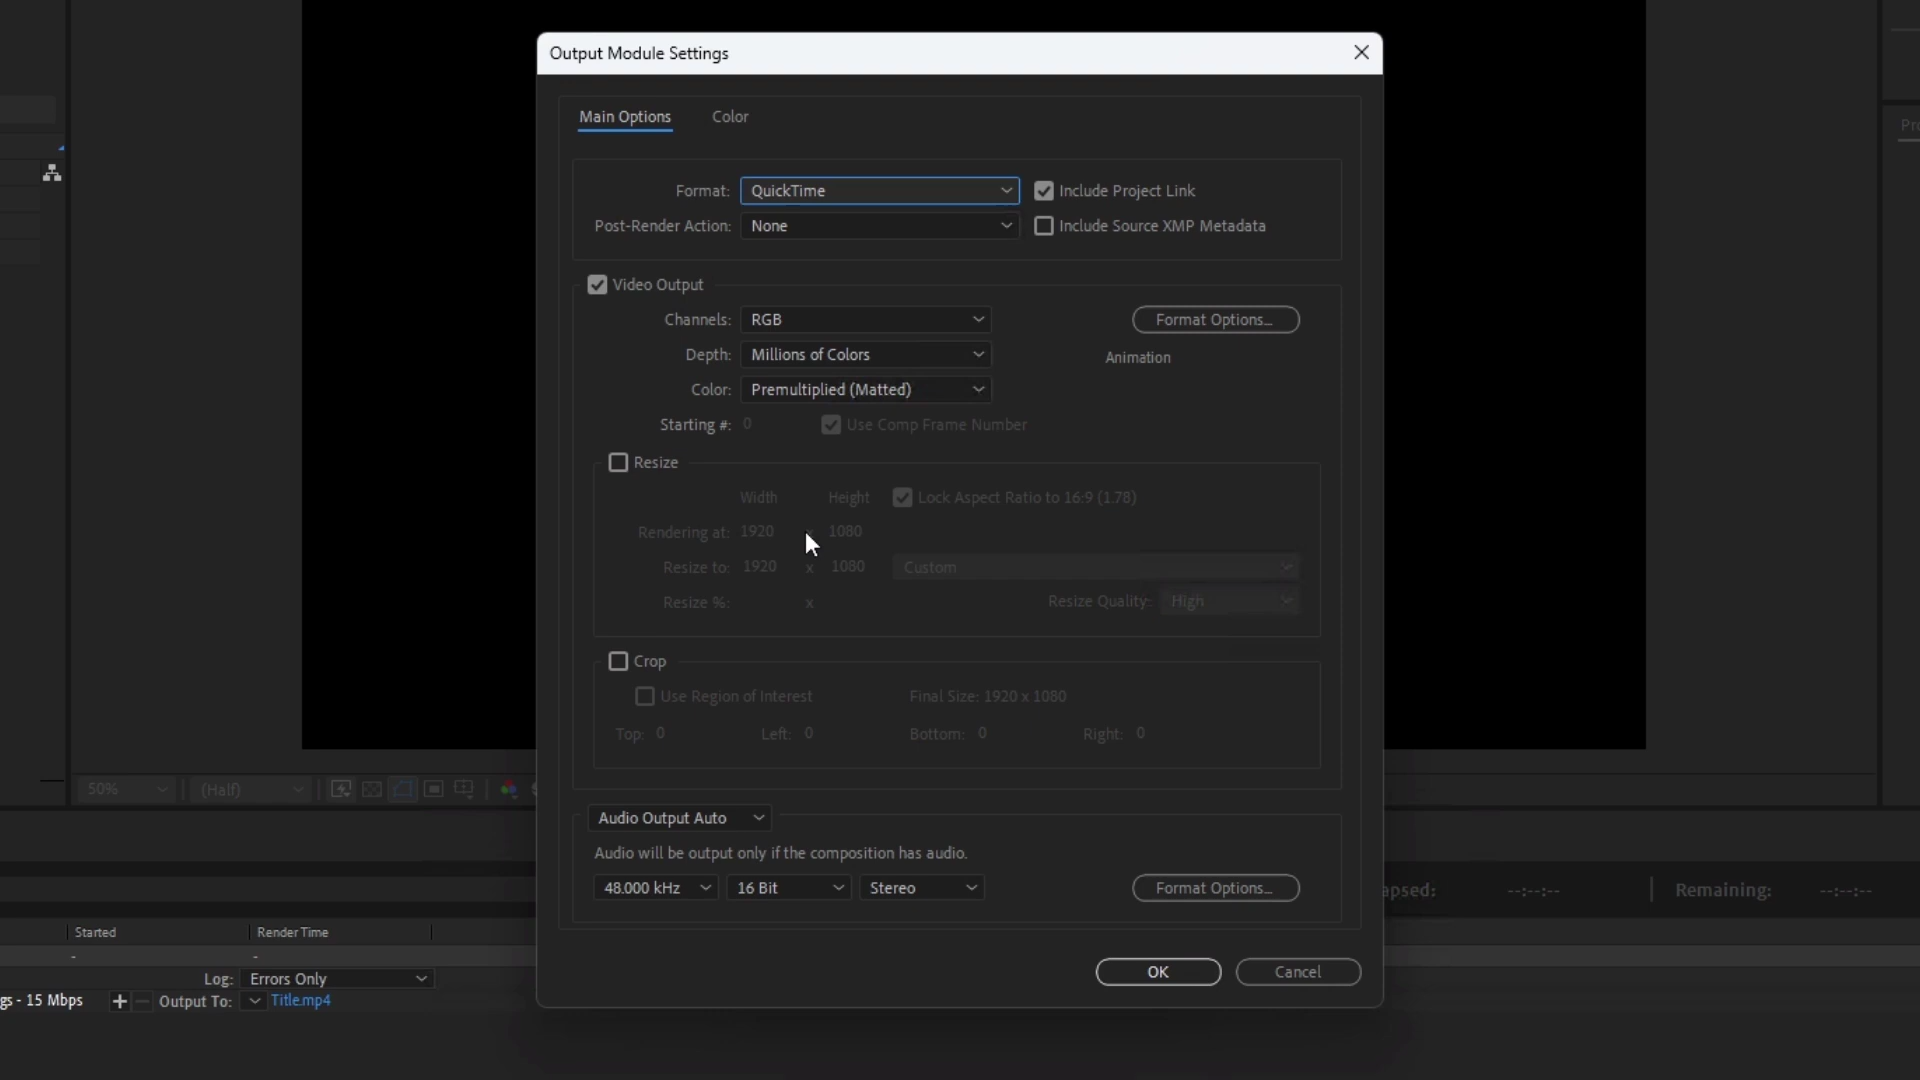 Output Module Settings
Main Options Color
Format: QuickTime Include Project Link
Post-Render Action: None Include Source XMP Metadata
Video Output
Channels: RGB Format Options...
Depth: Millions of Colors Animation
Color: Premultiplied (Matted)
Starting #: 0 Use Comp Frame Number
Resize
Width Height Lock Aspect Ratio to 16:9 (1.78)
Rendering at: 1920 x 1080
Resize to: 1920 x 1080 Custom
Resize %: x Resize Quality: High
Crop
Use Region of Interest Final Size: 1920 x 1080
Top: 0 Left: 0 Bottom: 0 Right: 0
50% (Half)
Audio Output Auto
Audio will be output only if the composition has audio.
48.000 kHz 16 Bit Stereo Format Options...
apsed: --:--:-- Remaining: --:--:--
Started Render Time
- -
OK Cancel
Log: Errors Only
gs - 15 Mbps Output To: Title.mp4